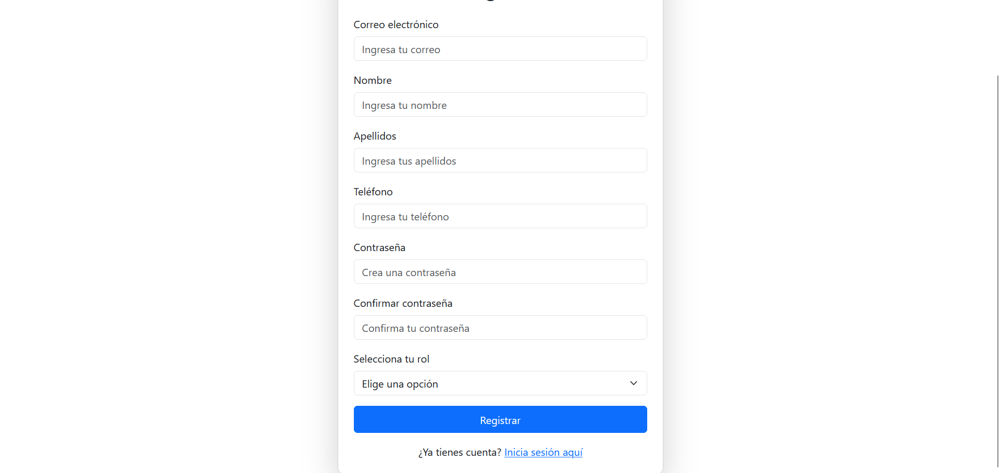 Correo electrónico
Ingresa tu correo
Nombre
Ingresa tu nombre
Apellidos
Ingresa tus apellidos
Teléfono
Ingresa tu teléfono
Contraseña
Crea una contraseña
Confirmar contraseña
Confirma tu contraseña
Selecciona tu rol
Elige una opción
Registrar
¿Ya tienes cuenta? Inicia sesión aquí